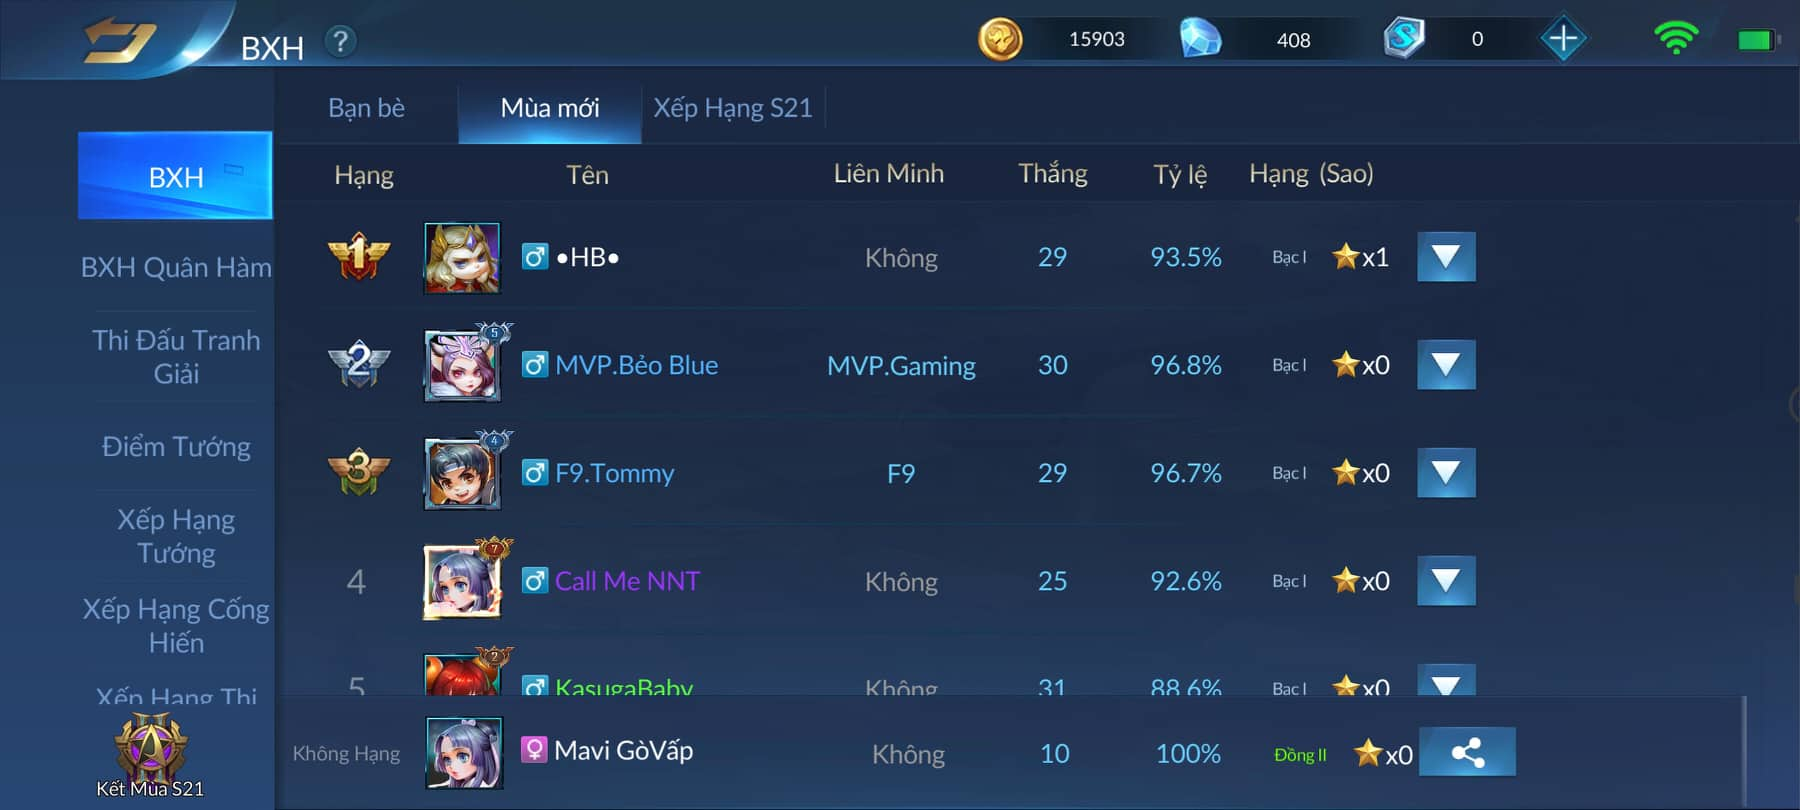 BXH ?
15903
408
0
Bạn bè
Mùa mới
Xếp Hạng S21
BXH
BXH Quân Hàm
Thi Đấu Tranh
Giải
Điểm Tướng
Xếp Hạng
Tướng
Xếp Hạng Cống
Hiến
Xếp Hạng Thi
Kết Mùa S21
Hạng Tên Liên Minh Thắng Tỷ lệ Hạng (Sao)
1 •HB• Không 29 93.5% Bạc I x1
2 5 MVP.Bẻo Blue MVP.Gaming 30 96.8% Bạc I x0
3 4 F9.Tommy F9 29 96.7% Bạc I x0
4 7 Call Me NNT Không 25 92.6% Bạc I x0
5 2 KasugaBaby Không 31 88.6% Bạc I x0
Không Hạng Mavi GòVấp Không 10 100% Đồng II x0